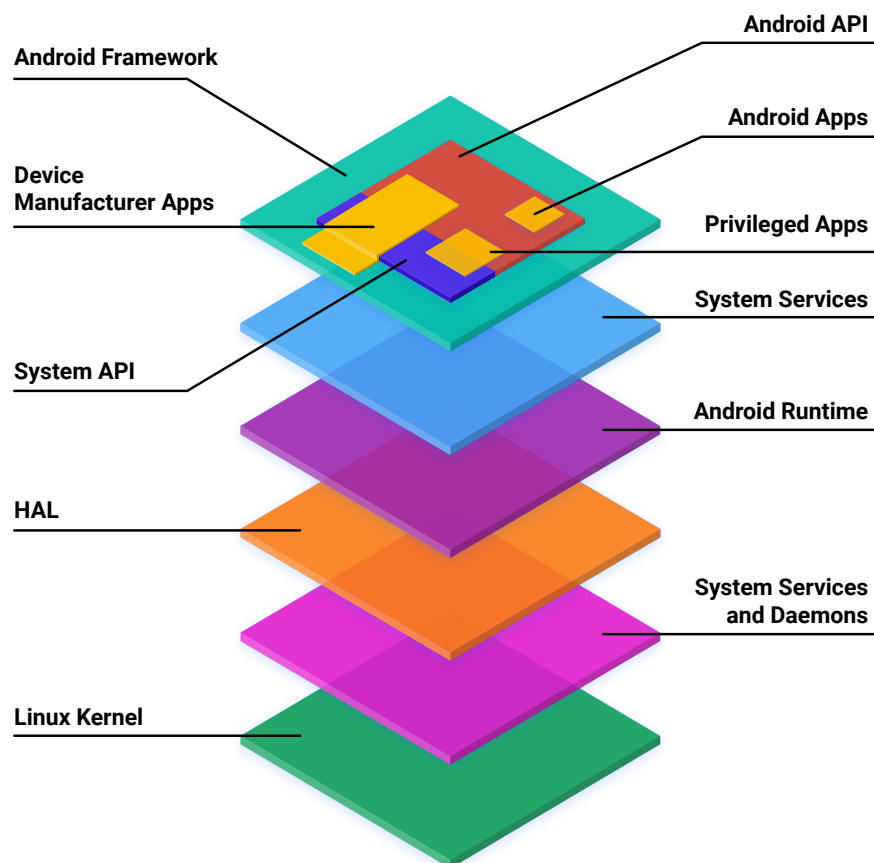 Android API
Android Framework
Android Apps
Device
Manufacturer Apps
Privileged Apps
System Services
System API
Android Runtime
HAL
System Services
and Daemons
Linux Kernel